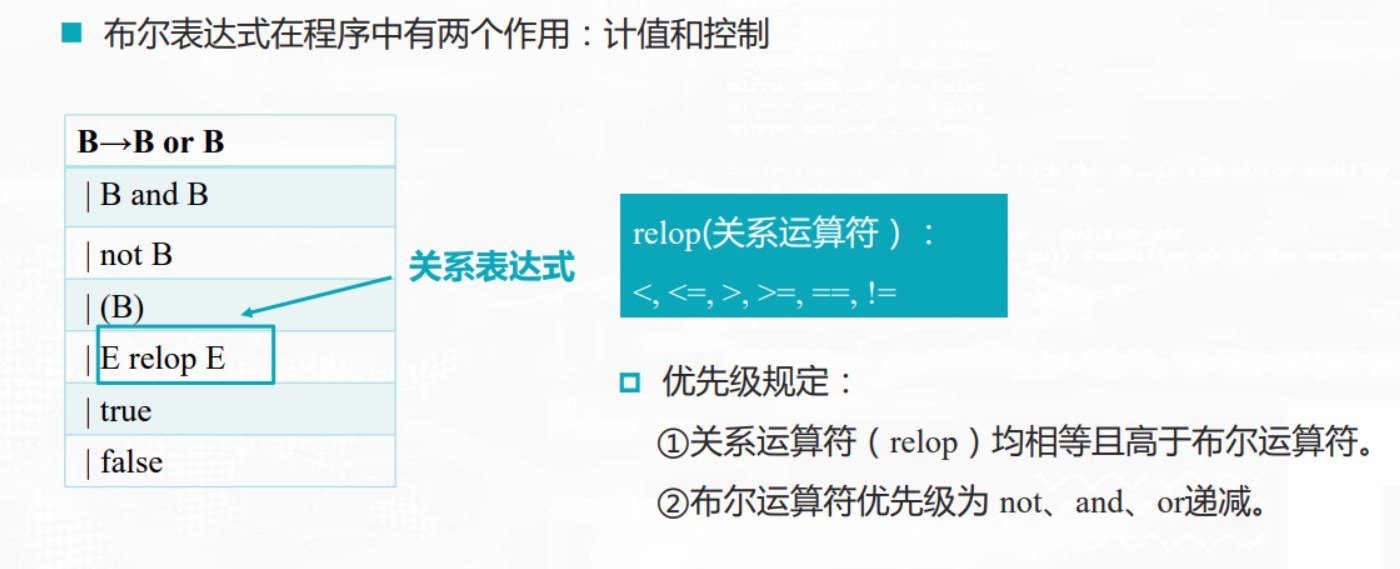 布尔表达式在程序中有两个作用：计值和控制
B→B or B
| B and B
| not B
| (B)
| E relop E
| true
| false
关系表达式
relop(关系运算符）：
<, <=, >, >=, ==, !=
优先级规定：
①关系运算符（relop）均相等且高于布尔运算符。
②布尔运算符优先级为 not、and、or递减。